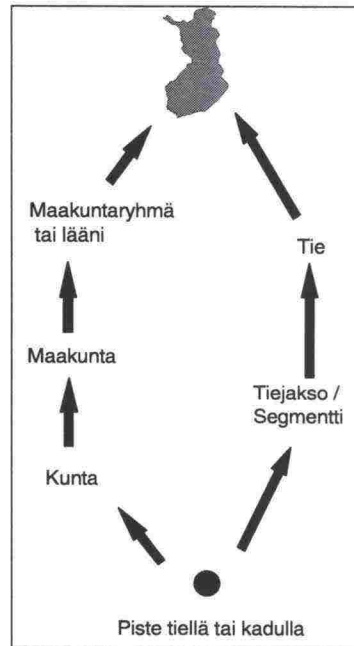 Maakuntaryhmä
tai lääni
Tie
Maakunta
Tiejakso /
Segmentti
Kunta
Piste tiellä tai kadulla